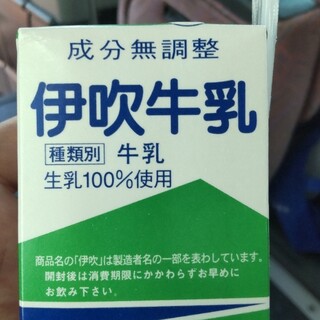 成分無調整
伊吹牛乳
種類別 牛乳
生乳100%使用
商品名の「伊吹」は製造者名の一部を表わしています。
開封後は消費期限にかかわらずお早めに
お飲み下さい。